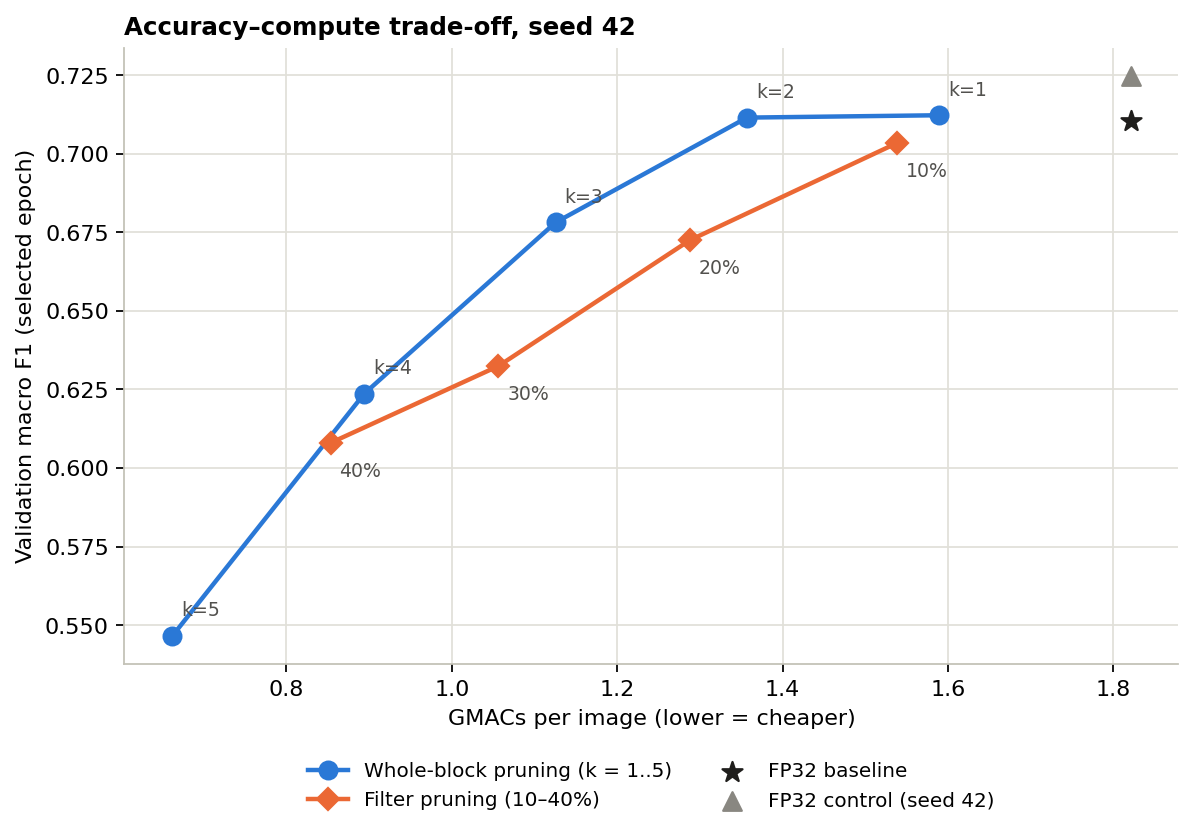 Accuracy–compute trade-off, seed 42
0.725
0.700
0.675
0.650
0.625
0.600
0.575
0.550
Validation macro F1 (selected epoch)
k=2
k=1
10%
k=3
20%
k=4
30%
40%
k=5
0.8 1.0 1.2 1.4 1.6 1.8
GMACs per image (lower = cheaper)
Whole-block pruning (k = 1..5)
Filter pruning (10–40%)
FP32 baseline
FP32 control (seed 42)